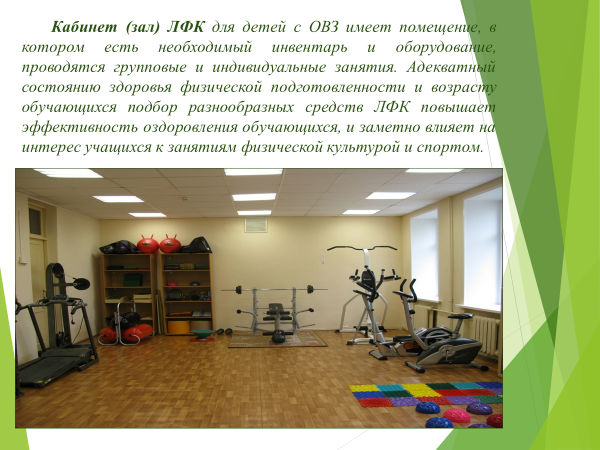 Кабинет (зал) ЛФК для детей с ОВЗ имеет помещение, в
котором есть необходимый инвентарь и оборудование,
проводятся групповые и индивидуальные занятия. Адекватный
состоянию здоровья физической подготовленности и возрасту
обучающихся подбор разнообразных средств ЛФК повышает
эффективность оздоровления обучающихся, и заметно влияет на
интерес учащихся к занятиям физической культурой и спортом.